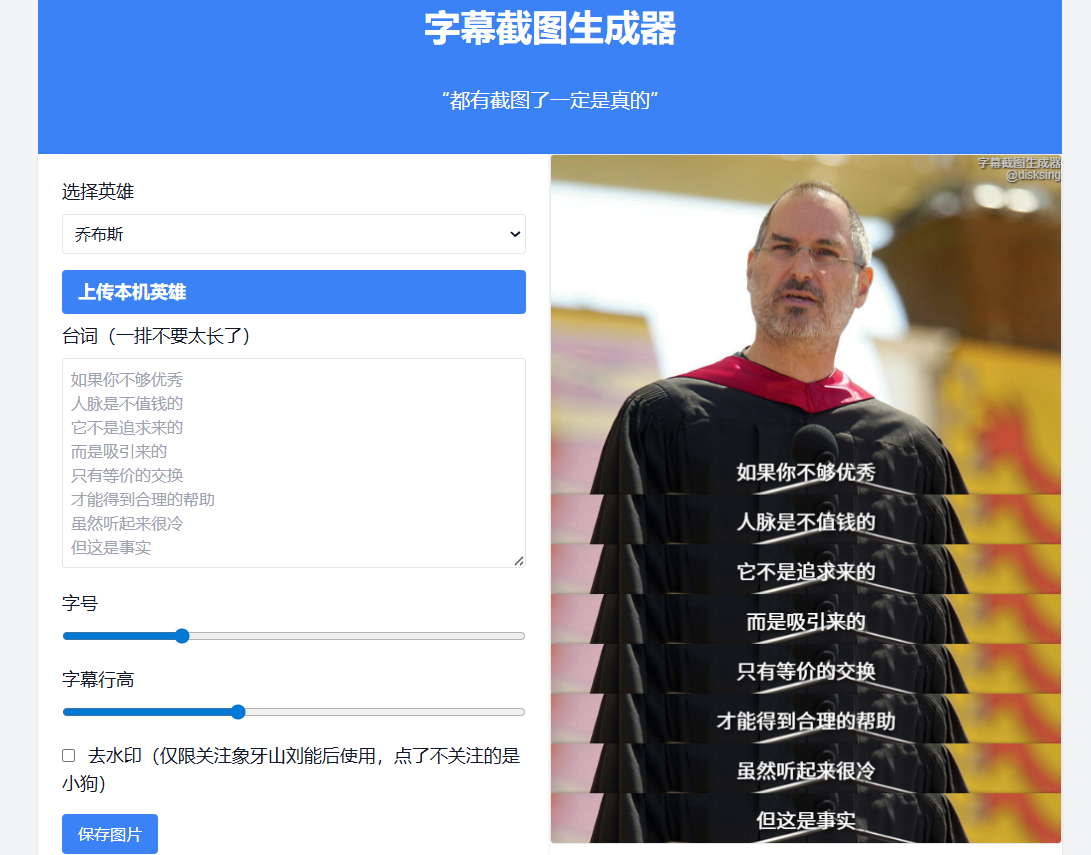 字幕截图生成器
“都有截图了一定是真的”
选择英雄
乔布斯
上传本机英雄
台词（一排不要太长了）
如果你不够优秀
人脉是不值钱的
它不是追求来的
而是吸引来的
只有等价的交换
才能得到合理的帮助
虽然听起来很冷
但这是事实
字号
字幕行高
去水印（仅限关注象牙山刘能后使用，点了不关注的是
小狗）
保存图片
字幕截图生成器
@disksing
如果你不够优秀
人脉是不值钱的
它不是追求来的
而是吸引来的
只有等价的交换
才能得到合理的帮助
虽然听起来很冷
但这是事实